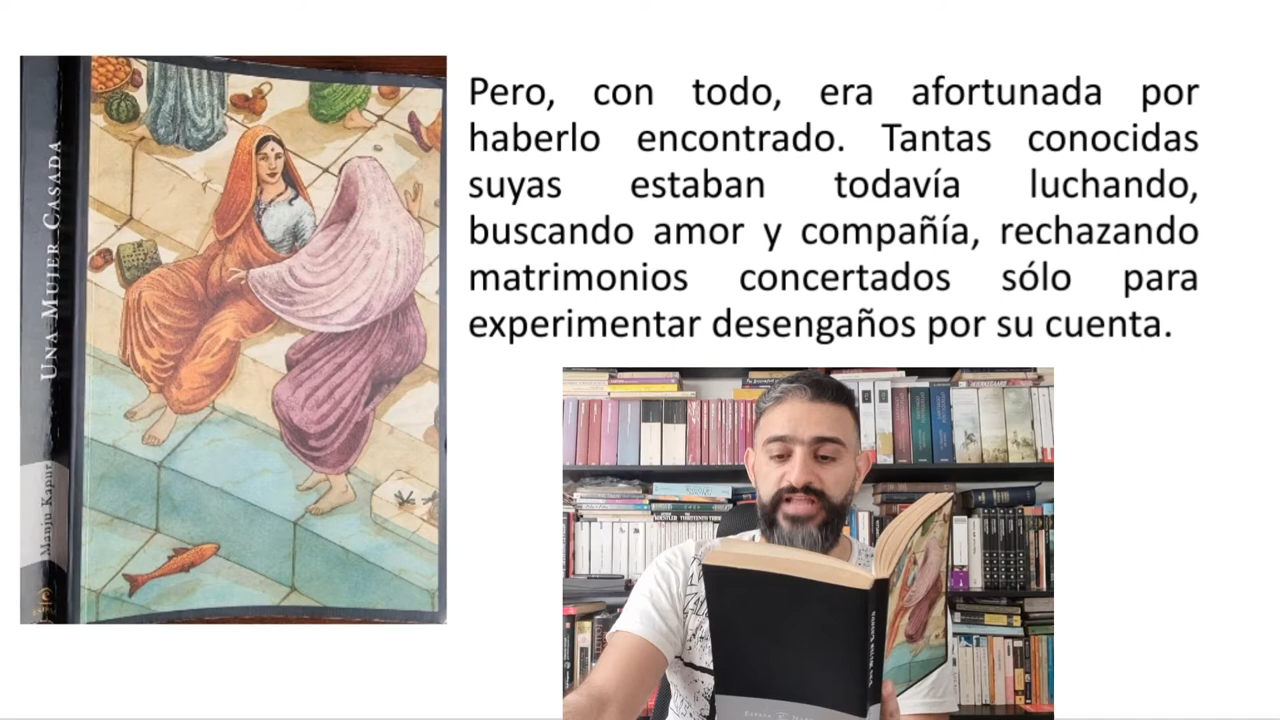 UNA MUJER CASADA
Manju Kapur
Pero, con todo, era afortunada por
haberlo encontrado. Tantas conocidas
suyas estaban todavía luchando,
buscando amor y compañía, rechazando
matrimonios concertados sólo para
experimentar desengaños por su cuenta.